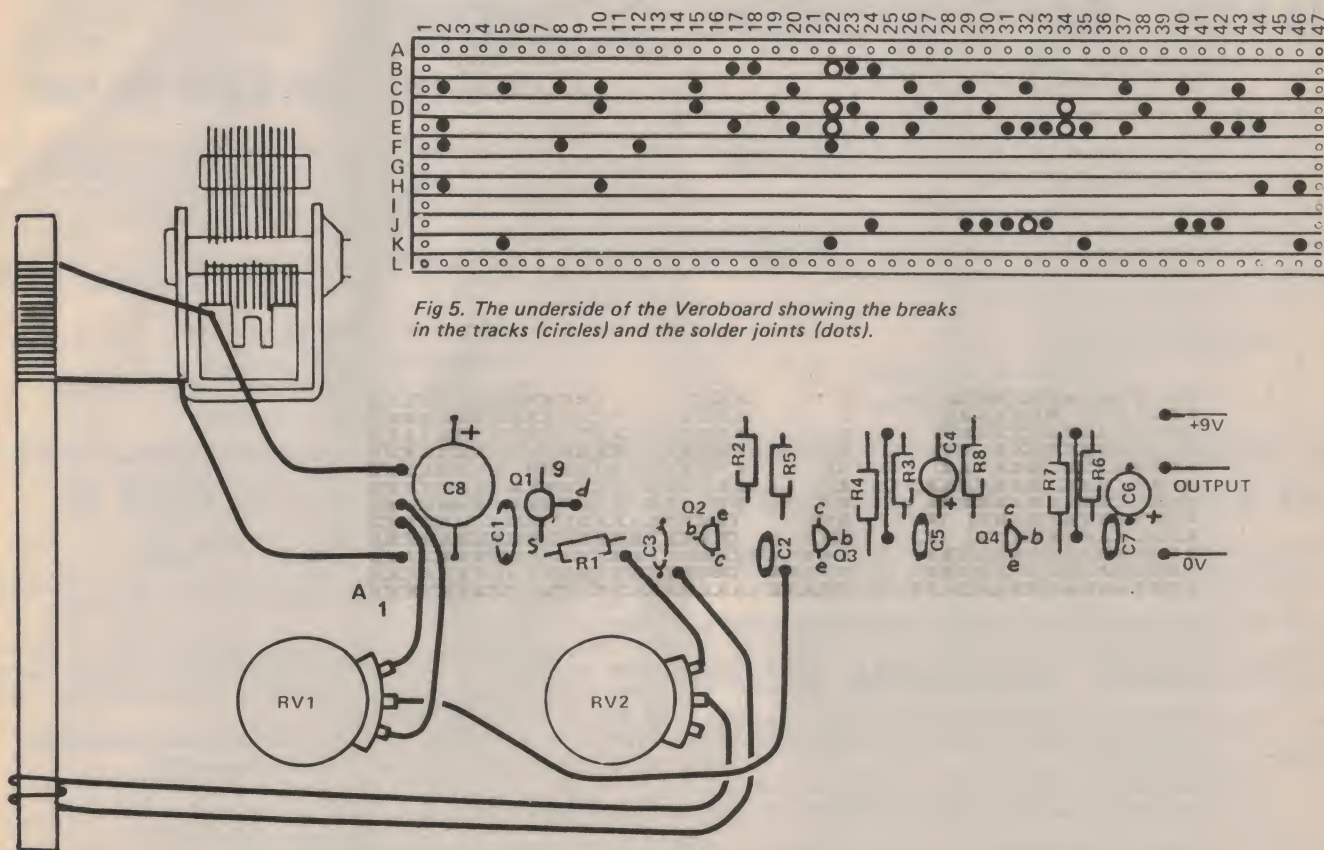 1 2 3 4 5 6 7 8 9 10 11 12 13 14 15 16 17 18 19 20 21 22 23 24 25 26 27 28 29 30 31 32 33 34 35 36 37 38 39 40 41 42 43 44 45 46 47
A
B
C
D
E
F
G
H
I
J
K
L
Fig 5. The underside of the Veroboard showing the breaks
in the tracks (circles) and the solder joints (dots).
+ C8
C1
Q1 g d s
R1
C3
Q2 e b c
R2
R5
C2
c b e Q3
R4
R3
C4 +
R8
C5
Q4 c b e
R7
R6
C6 +
C7
+9V
OUTPUT
0V
A 1
RV1
RV2